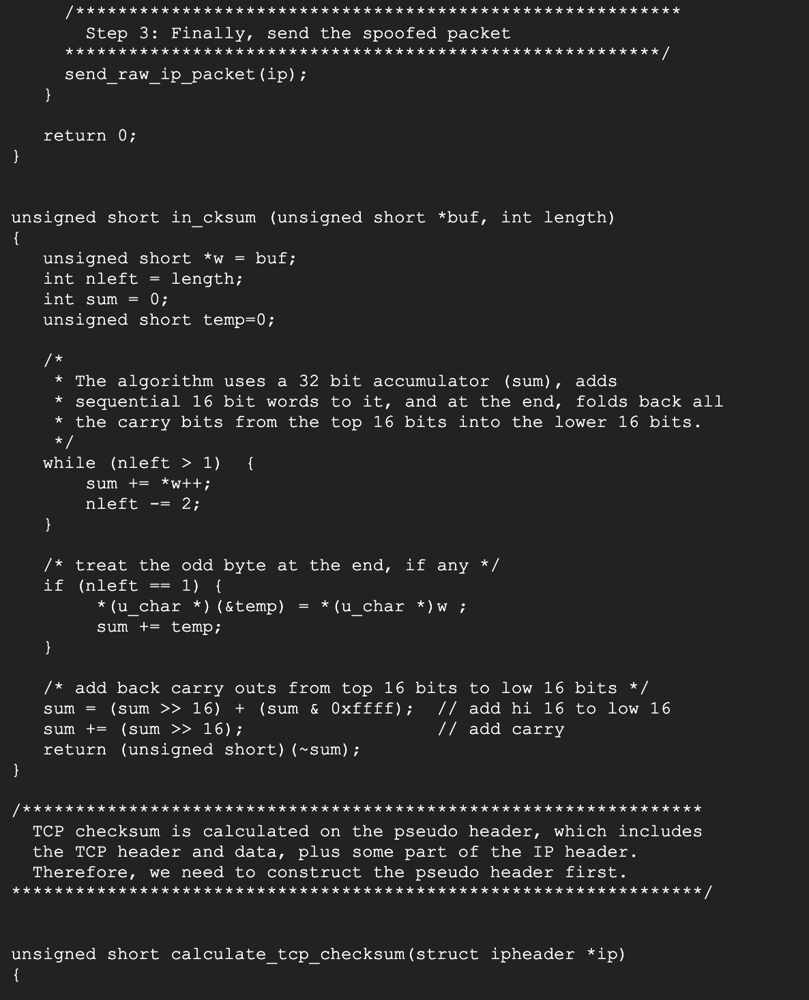 /*********************************************************
Step 3: Finally, send the spoofed packet
********************************************************/
send_raw_ip_packet(ip);
}
return 0;
}
unsigned short in_cksum (unsigned short *buf, int length)
{
unsigned short *w = buf;
int nleft = length;
int sum = 0;
unsigned short temp=0;
/*
* The algorithm uses a 32 bit accumulator (sum), adds
* sequential 16 bit words to it, and at the end, folds back all
* the carry bits from the top 16 bits into the lower 16 bits.
*/
while (nleft > 1)  {
sum += *w++;
nleft -= 2;
}
/* treat the odd byte at the end, if any */
if (nleft == 1) {
*(u_char *)(&temp) = *(u_char *)w ;
sum += temp;
}
/* add back carry outs from top 16 bits to low 16 bits */
sum = (sum >> 16) + (sum & 0xffff);  // add hi 16 to low 16
sum += (sum >> 16);                  // add carry
return (unsigned short)(~sum);
}
/****************************************************************
TCP checksum is calculated on the pseudo header, which includes
the TCP header and data, plus some part of the IP header.
Therefore, we need to construct the pseudo header first.
*****************************************************************/
unsigned short calculate_tcp_checksum(struct ipheader *ip)
{